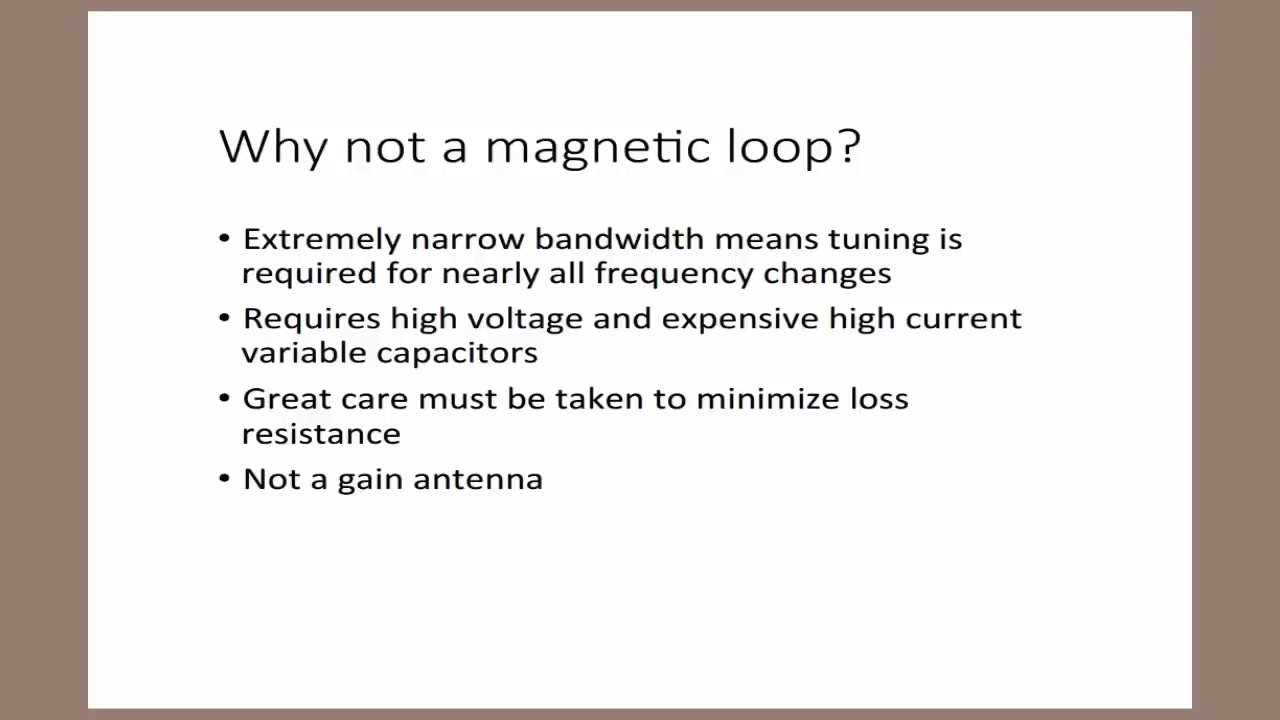 Why not a magnetic loop?
• Extremely narrow bandwidth means tuning is
required for nearly all frequency changes
• Requires high voltage and expensive high current
variable capacitors
• Great care must be taken to minimize loss
resistance
• Not a gain antenna